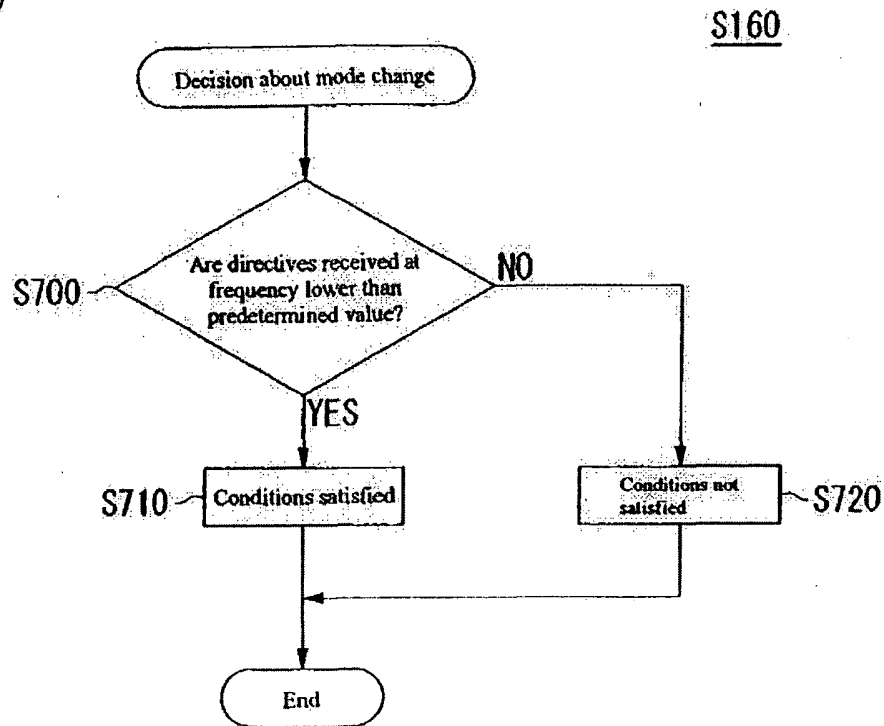 S160
Decision about mode change
S700
Are directives received at
frequency lower than
predetermined value?
NO
YES
S710
Conditions satisfied
Conditions not
satisfied
S720
End